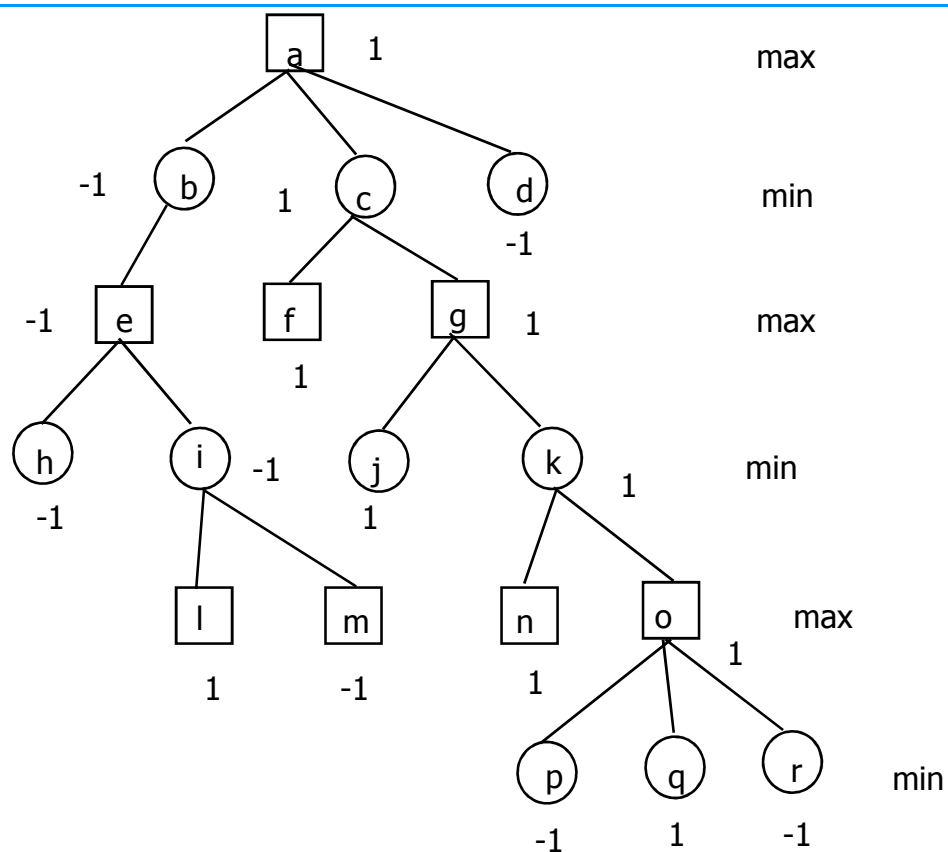 a 1 max
-1 b 1 c d min
-1
-1 e f g 1 max
1
h i -1 j k min
-1 1 1
l m n o max
1 -1 1 1
p q r min
-1 1 -1